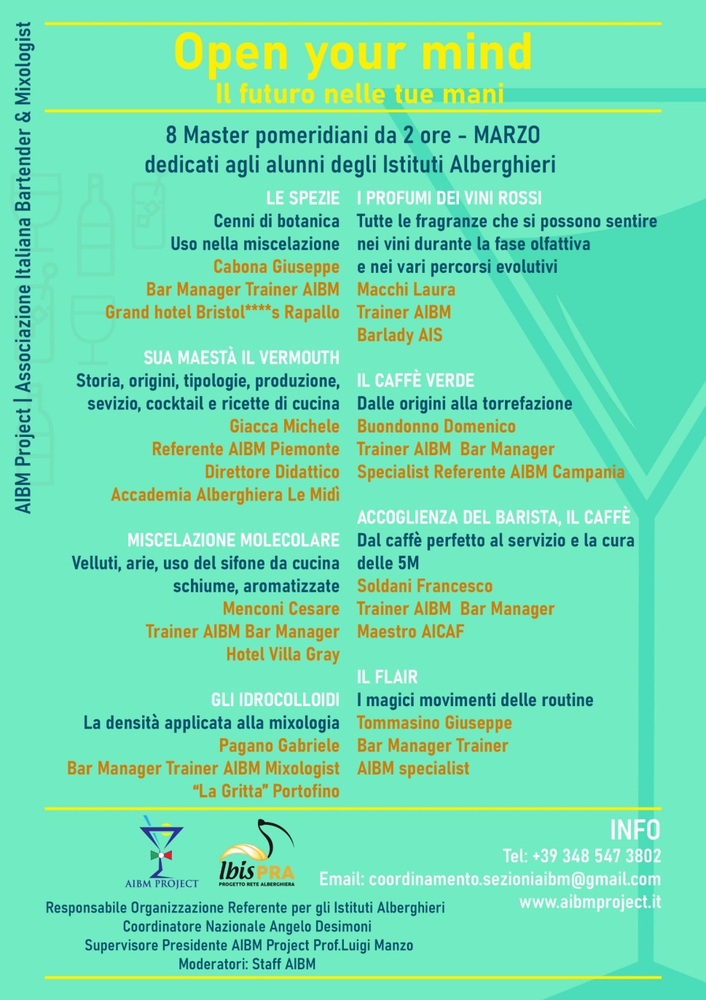 AIBM Project | Associazione Italiana Bartender & Mixologist
Open your mind
Il futuro nelle tue mani
8 Master pomeridiani da 2 ore - MARZO
dedicati agli alunni degli Istituti Alberghieri
LE SPEZIE
Cenni di botanica
Uso nella miscelazione
Cabona Giuseppe
Bar Manager Trainer AIBM
Grand hotel Bristol****s Rapallo
SUA MAESTÀ IL VERMOUTH
Storia, origini, tipologie, produzione,
sevizio, cocktail e ricette di cucina
Giacca Michele
Referente AIBM Piemonte
Direttore Didattico
Accademia Alberghiera Le Midì
MISCELAZIONE MOLECOLARE
Velluti, arie, uso del sifone da cucina
schiume, aromatizzate
Menconi Cesare
Trainer AIBM Bar Manager
Hotel Villa Gray
GLI IDROCOLLOIDI
La densità applicata alla mixologia
Pagano Gabriele
Bar Manager Trainer AIBM Mixologist
“La Gritta” Portofino
I PROFUMI DEI VINI ROSSI
Tutte le fragranze che si possono sentire
nei vini durante la fase olfattiva
e nei vari percorsi evolutivi
Macchi Laura
Trainer AIBM
Barlady AIS
IL CAFFÈ VERDE
Dalle origini alla torrefazione
Buondonno Domenico
Trainer AIBM Bar Manager
Specialist Referente AIBM Campania
ACCOGLIENZA DEL BARISTA, IL CAFFÈ
Dal caffè perfetto al servizio e la cura
delle 5M
Soldani Francesco
Trainer AIBM Bar Manager
Maestro AICAF
IL FLAIR
I magici movimenti delle routine
Tommasino Giuseppe
Bar Manager Trainer
AIBM specialist
AIBM PROJECT
IbisPRA
PROGETTO RETE ALBERGHIERA
INFO
Tel: +39 348 547 3802
Email: coordinamento.sezioniaibm@gmail.com
www.aibmproject.it
Responsabile Organizzazione Referente per gli Istituti Alberghieri
Coordinatore Nazionale Angelo Desimoni
Supervisore Presidente AIBM Project Prof.Luigi Manzo
Moderatori: Staff AIBM